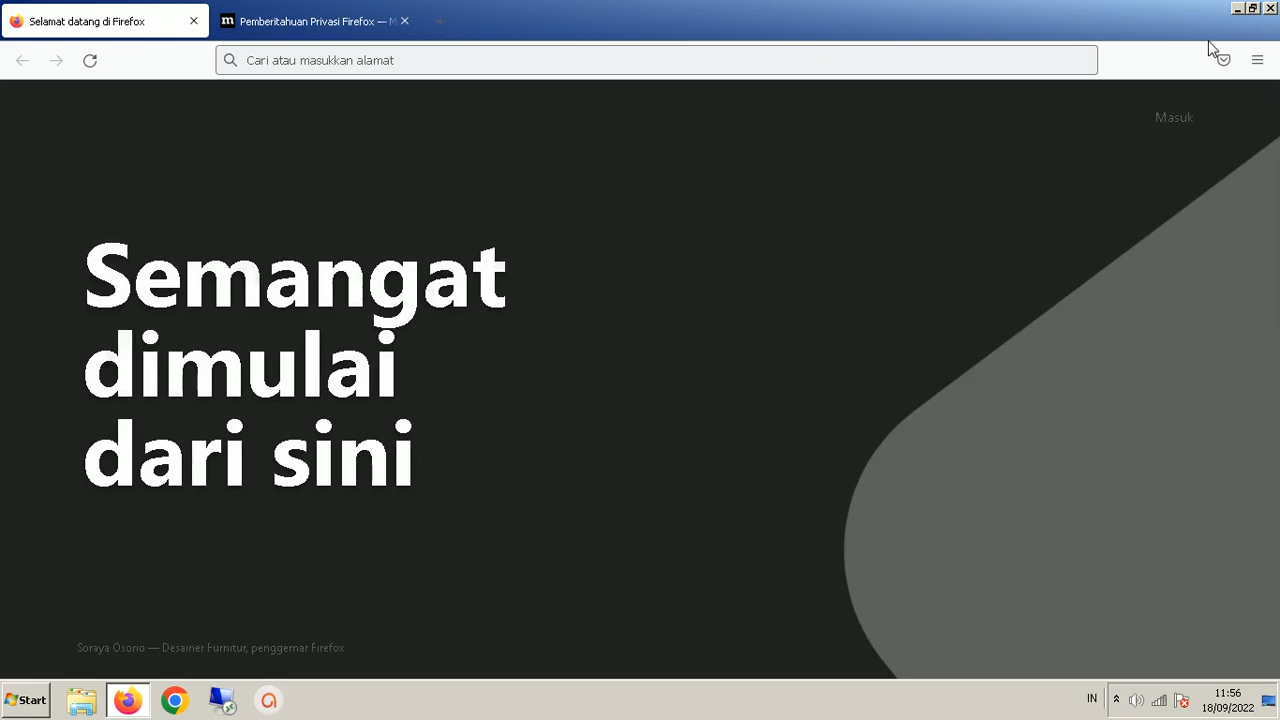 Selamat datang di Firefox
Pemberitahuan Privasi Firefox — M
Cari atau masukkan alamat
Masuk
Semangat
dimulai
dari sini
Soraya Osorio — Desainer Furnitur, penggemar Firefox
Start
IN
11:56
18/09/2022